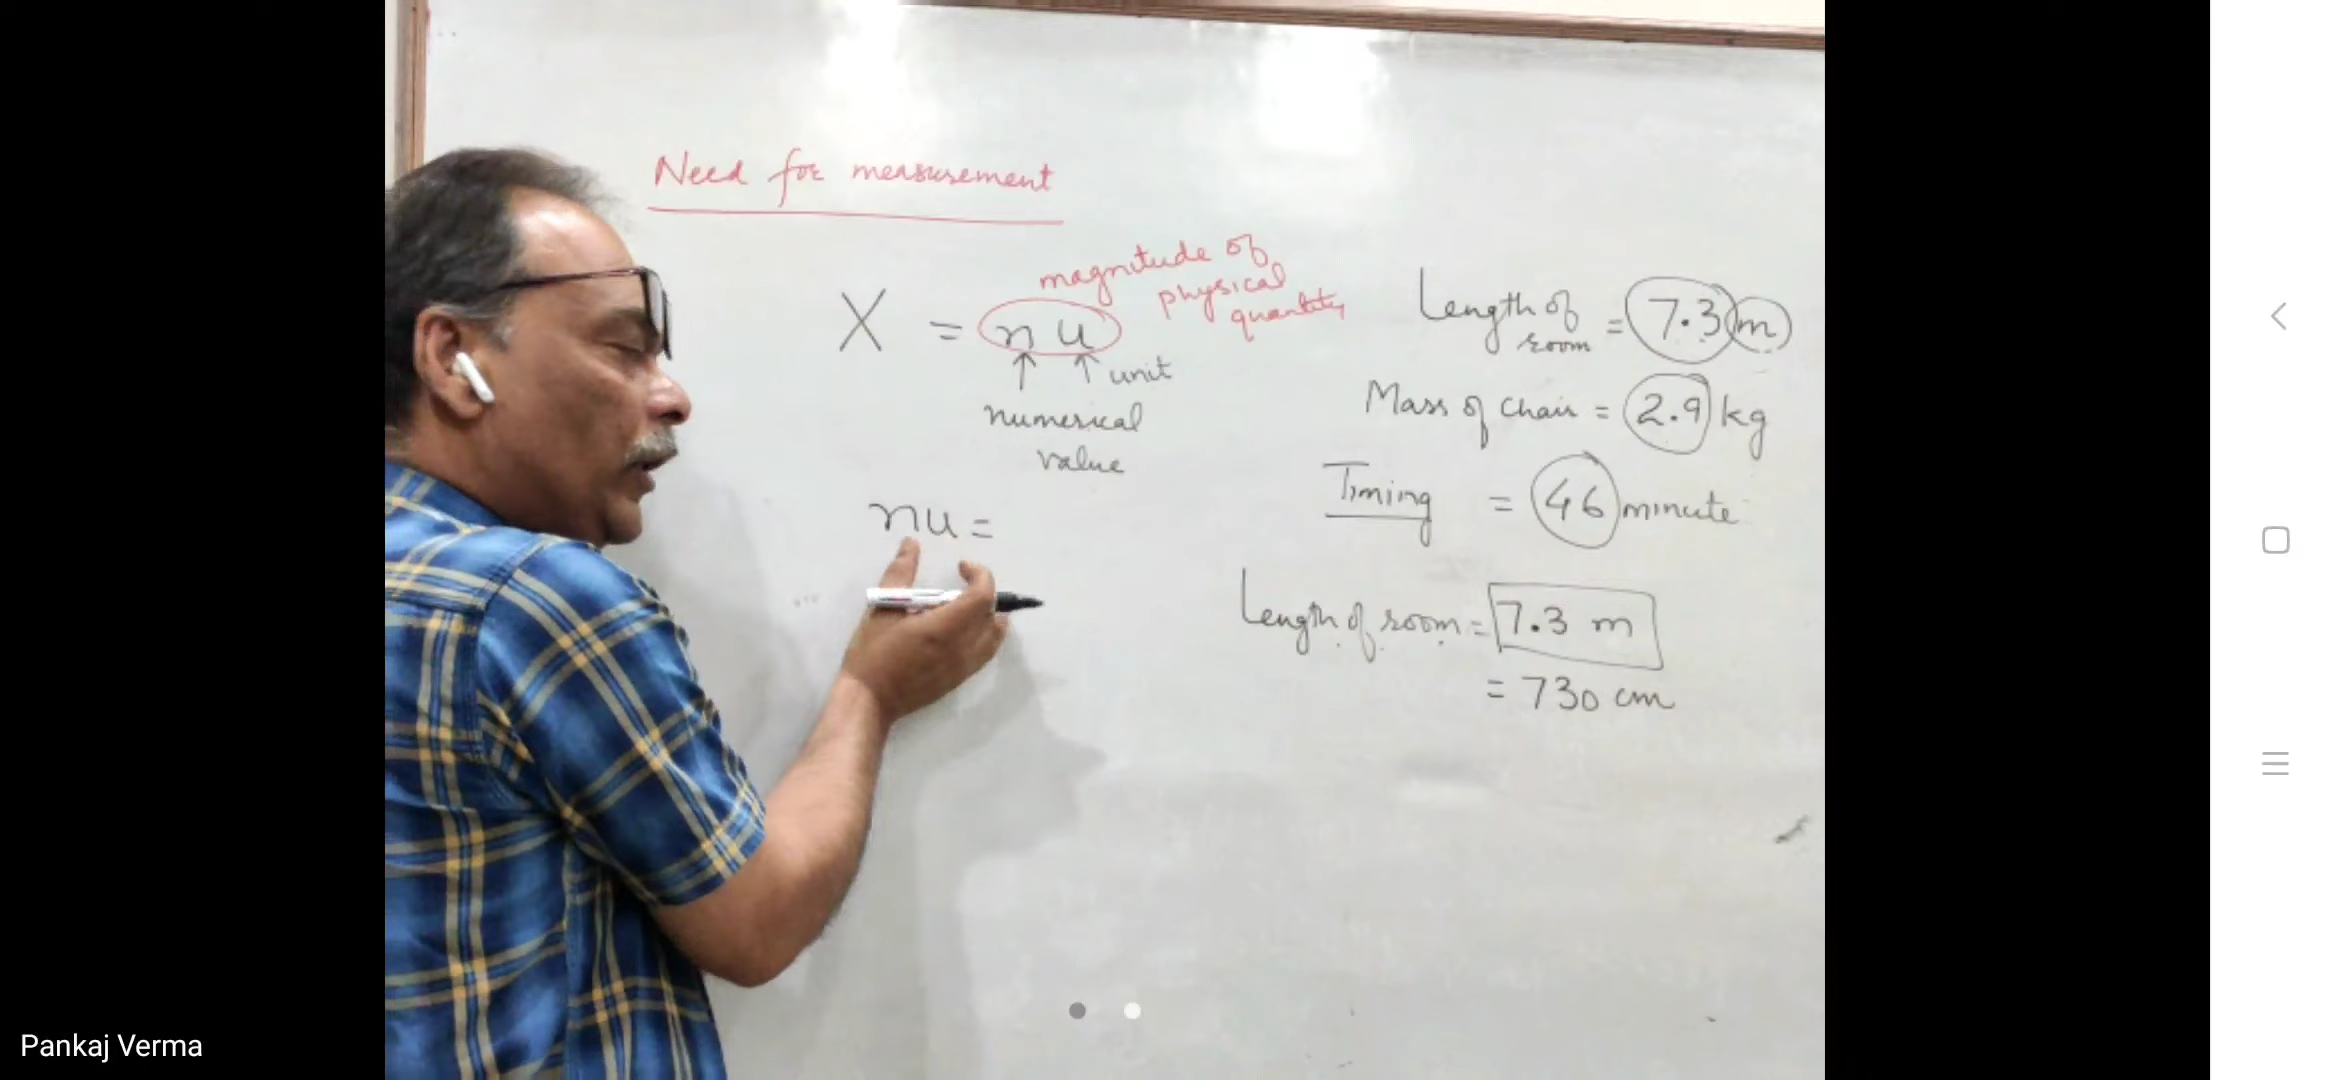 Need for measurement
magnitude of
physical
quantity
X = n u
↑ ↑ unit
numerical
value
nu =
Length of
room = 7.3 m
Mass of chair = 2.9 kg
Timing = 46 minute
Length of room = 7.3 m
= 730 cm
Pankaj Verma